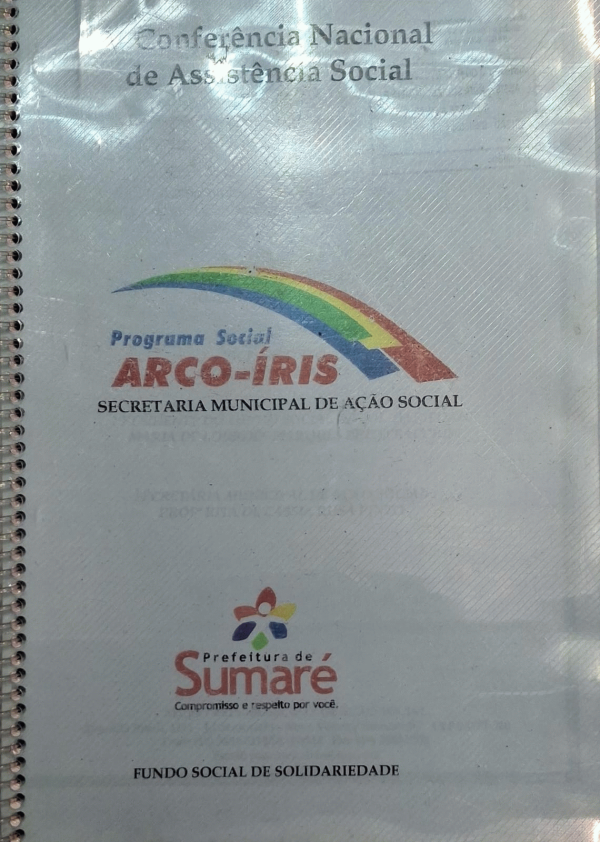 Conferência Nacional
de Assistência Social
Programa Social
ARCO-ÍRIS
SECRETARIA MUNICIPAL DE AÇÃO SOCIAL
Prefeitura de
Sumaré
Compromisso e respeito por você.
FUNDO SOCIAL DE SOLIDARIEDADE